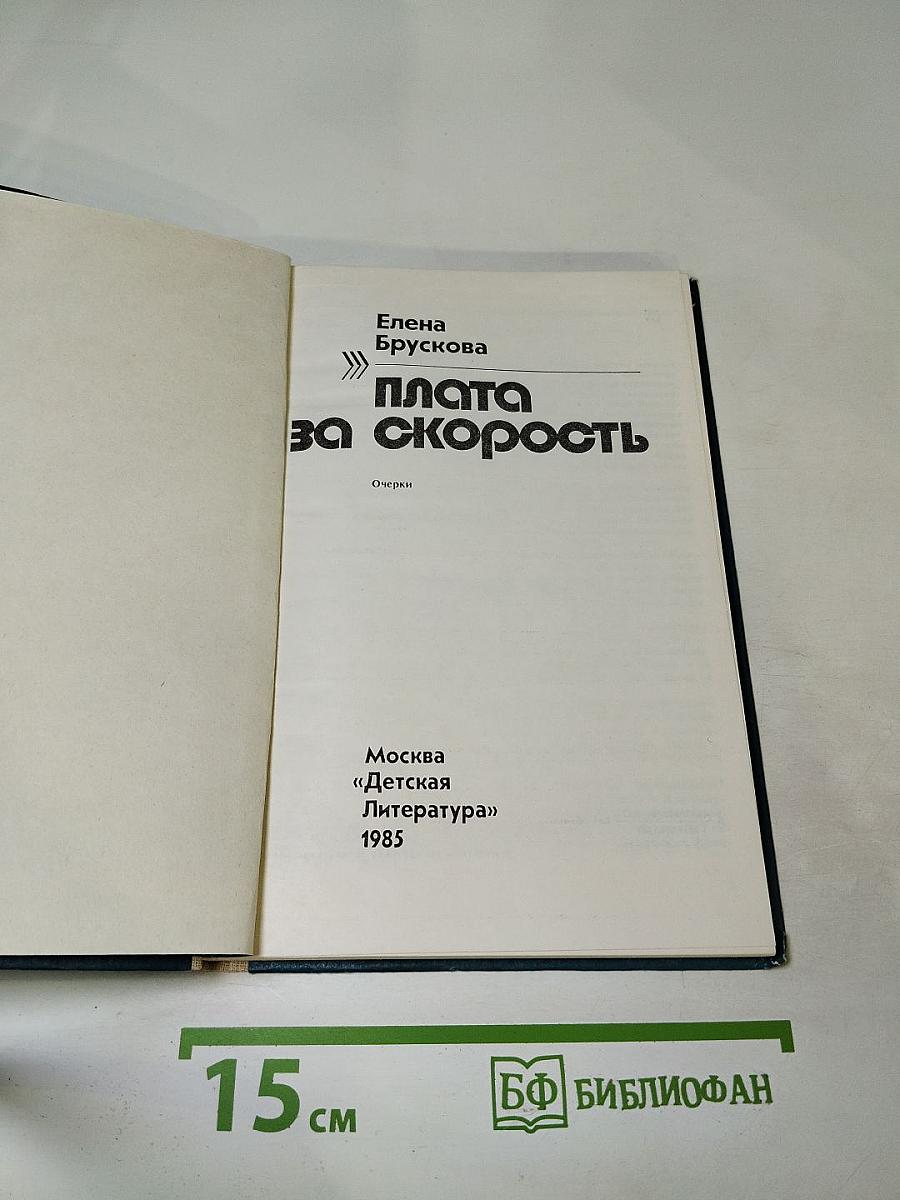 Елена
Брускова
плата
за скорость
Очерки
Москва
«Детская
Литература»
1985
15 см
БФ БИБЛИОФАН